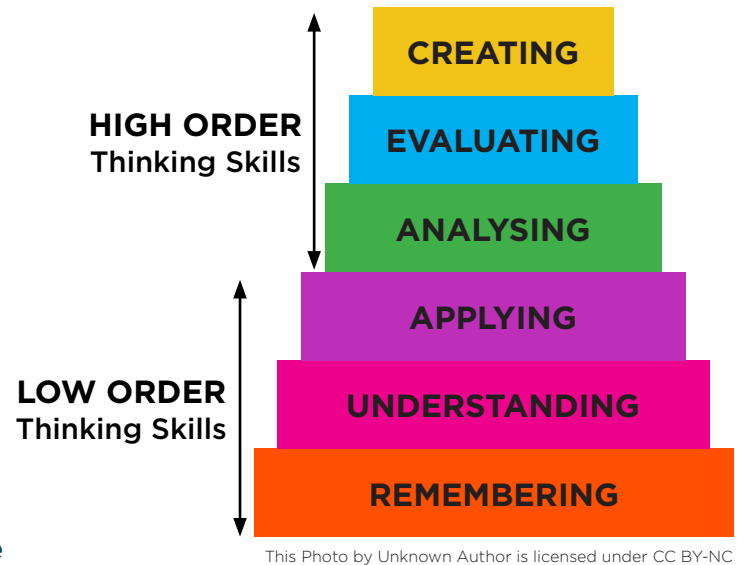 CREATING
EVALUATING
HIGH ORDER
Thinking Skills
ANALYSING
APPLYING
UNDERSTANDING
LOW ORDER
Thinking Skills
REMEMBERING
e
This Photo by Unknown Author is licensed under CC BY-NC